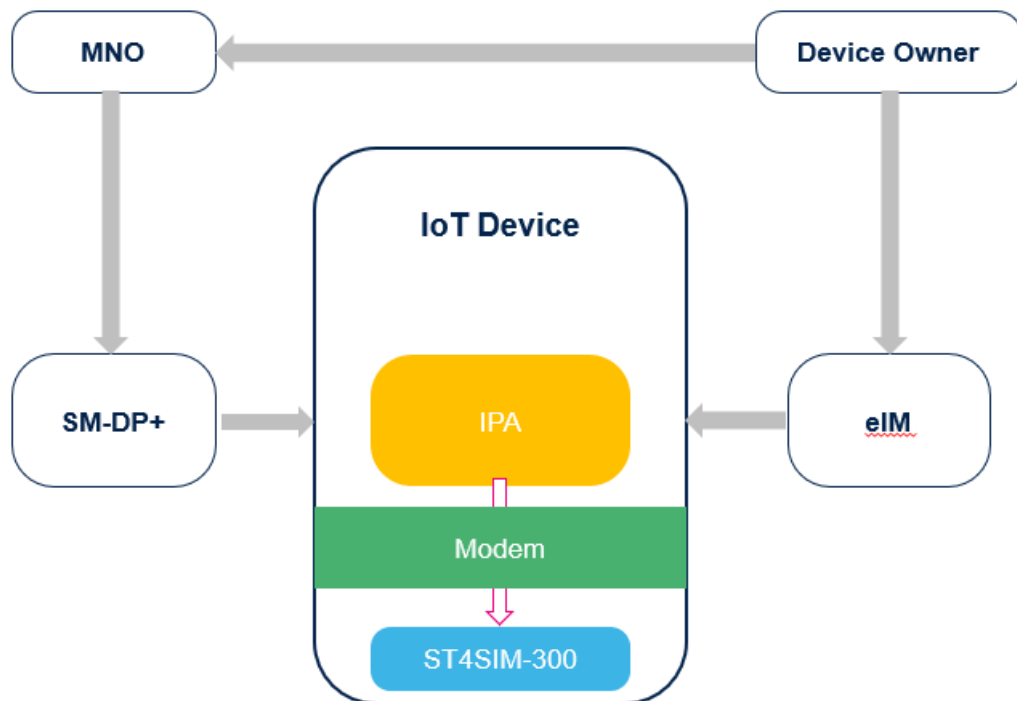 MNO
Device Owner
IoT Device
SM-DP+
IPA
eIM
Modem
ST4SIM-300